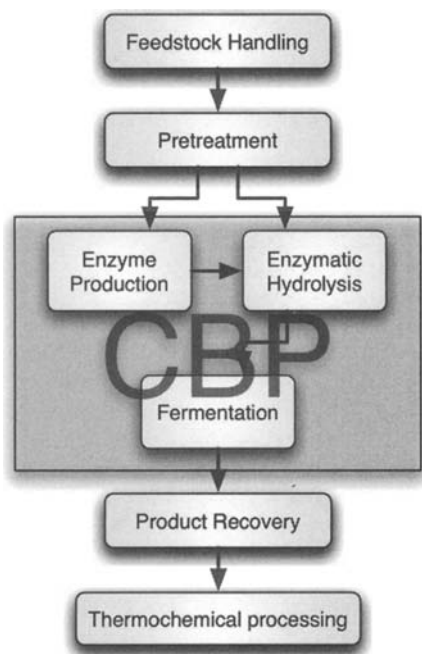 Feedstock Handling
Pretreatment
Enzyme
Production
Enzymatic
Hydrolysis
CBP
Fermentation
Product Recovery
Thermochemical processing